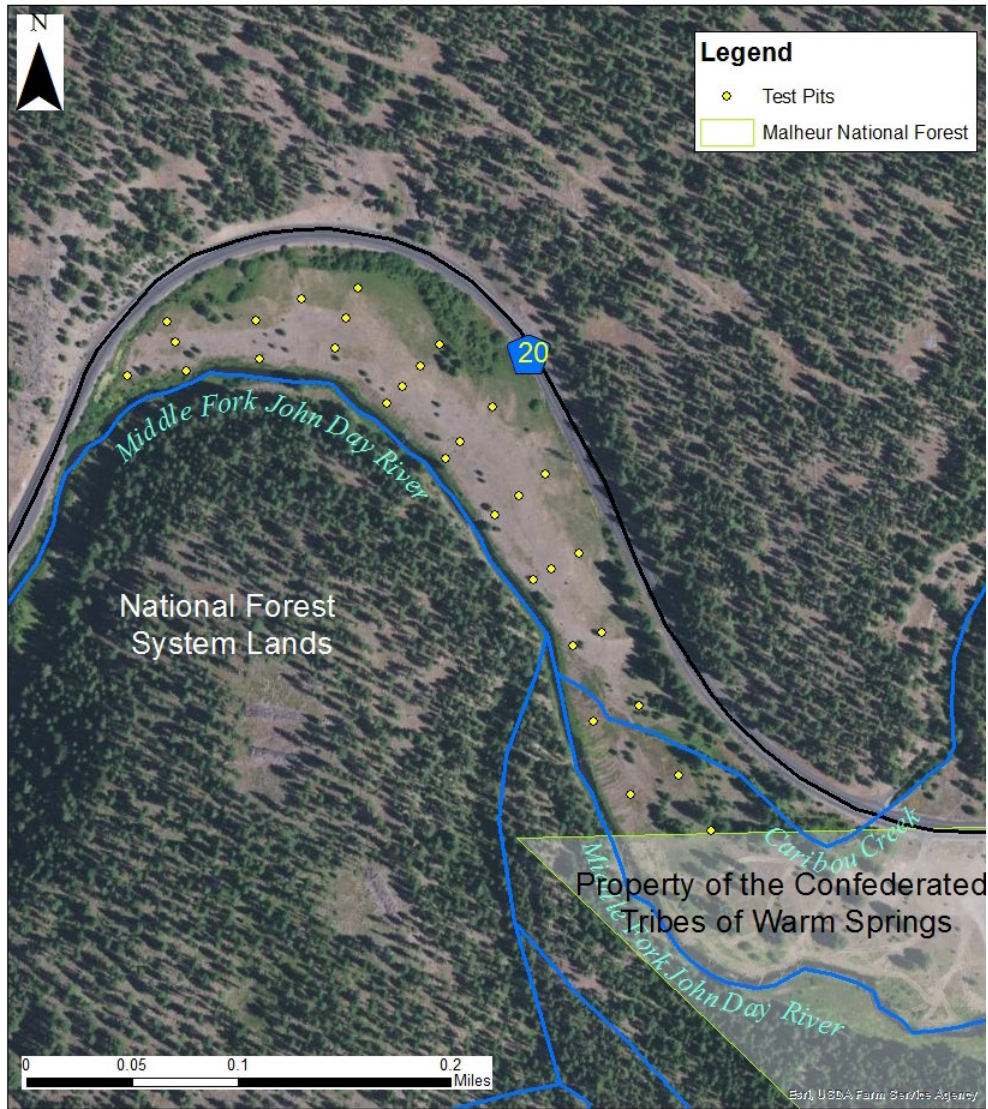 N
Legend
Test Pits
Malheur National Forest
20
Middle Fork John Day River
National Forest
System Lands
Caribou Creek
Property of the Confederated
Tribes of Warm Springs
Middle Fork John Day River
0 0.05 0.1 0.2
Miles
Esri, USDA Farm Service Agency